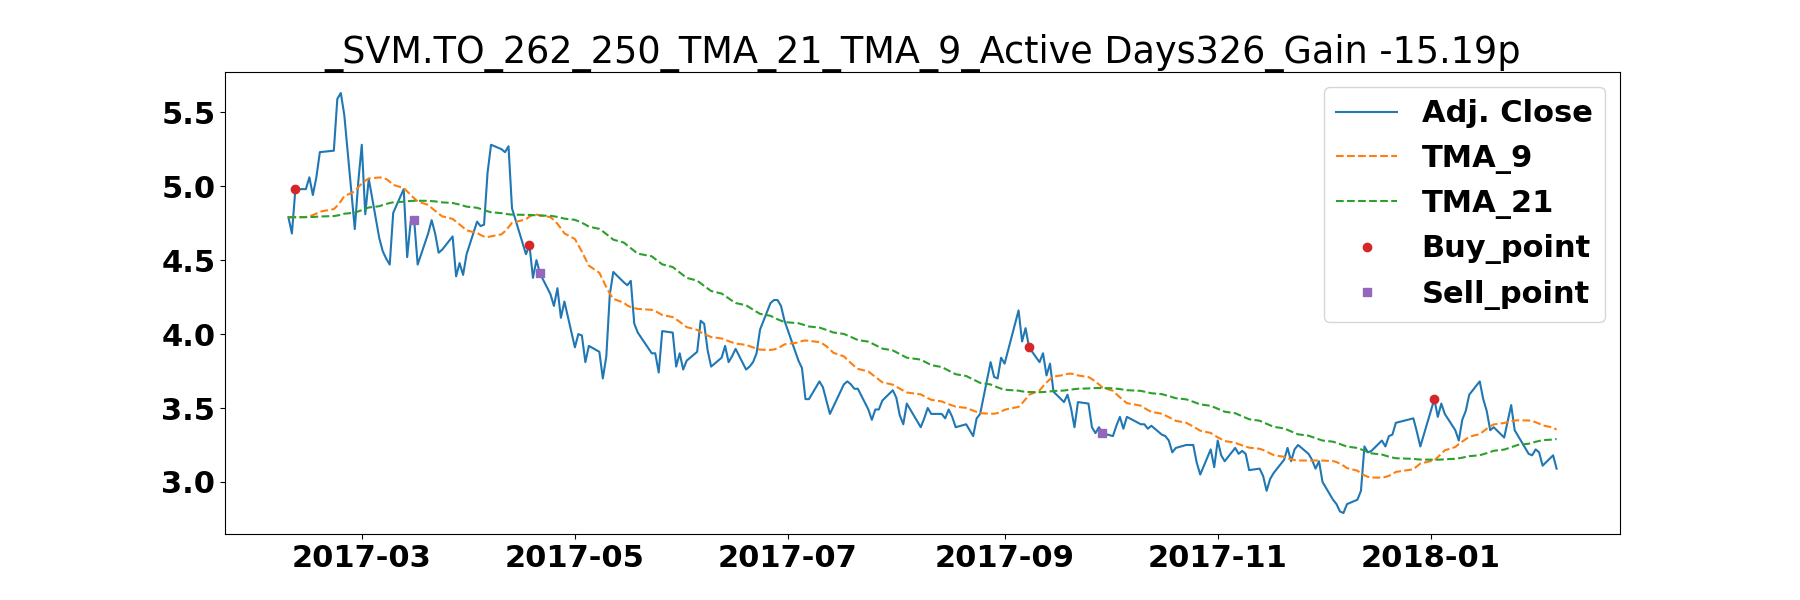 _SVM.TO_262_250_TMA_21_TMA_9_Active Days326_Gain -15.19p
5.5
5.0
4.5
4.0
3.5
3.0
Adj. Close
TMA_9
TMA_21
Buy_point
Sell_point
2017-03
2017-05
2017-07
2017-09
2017-11
2018-01